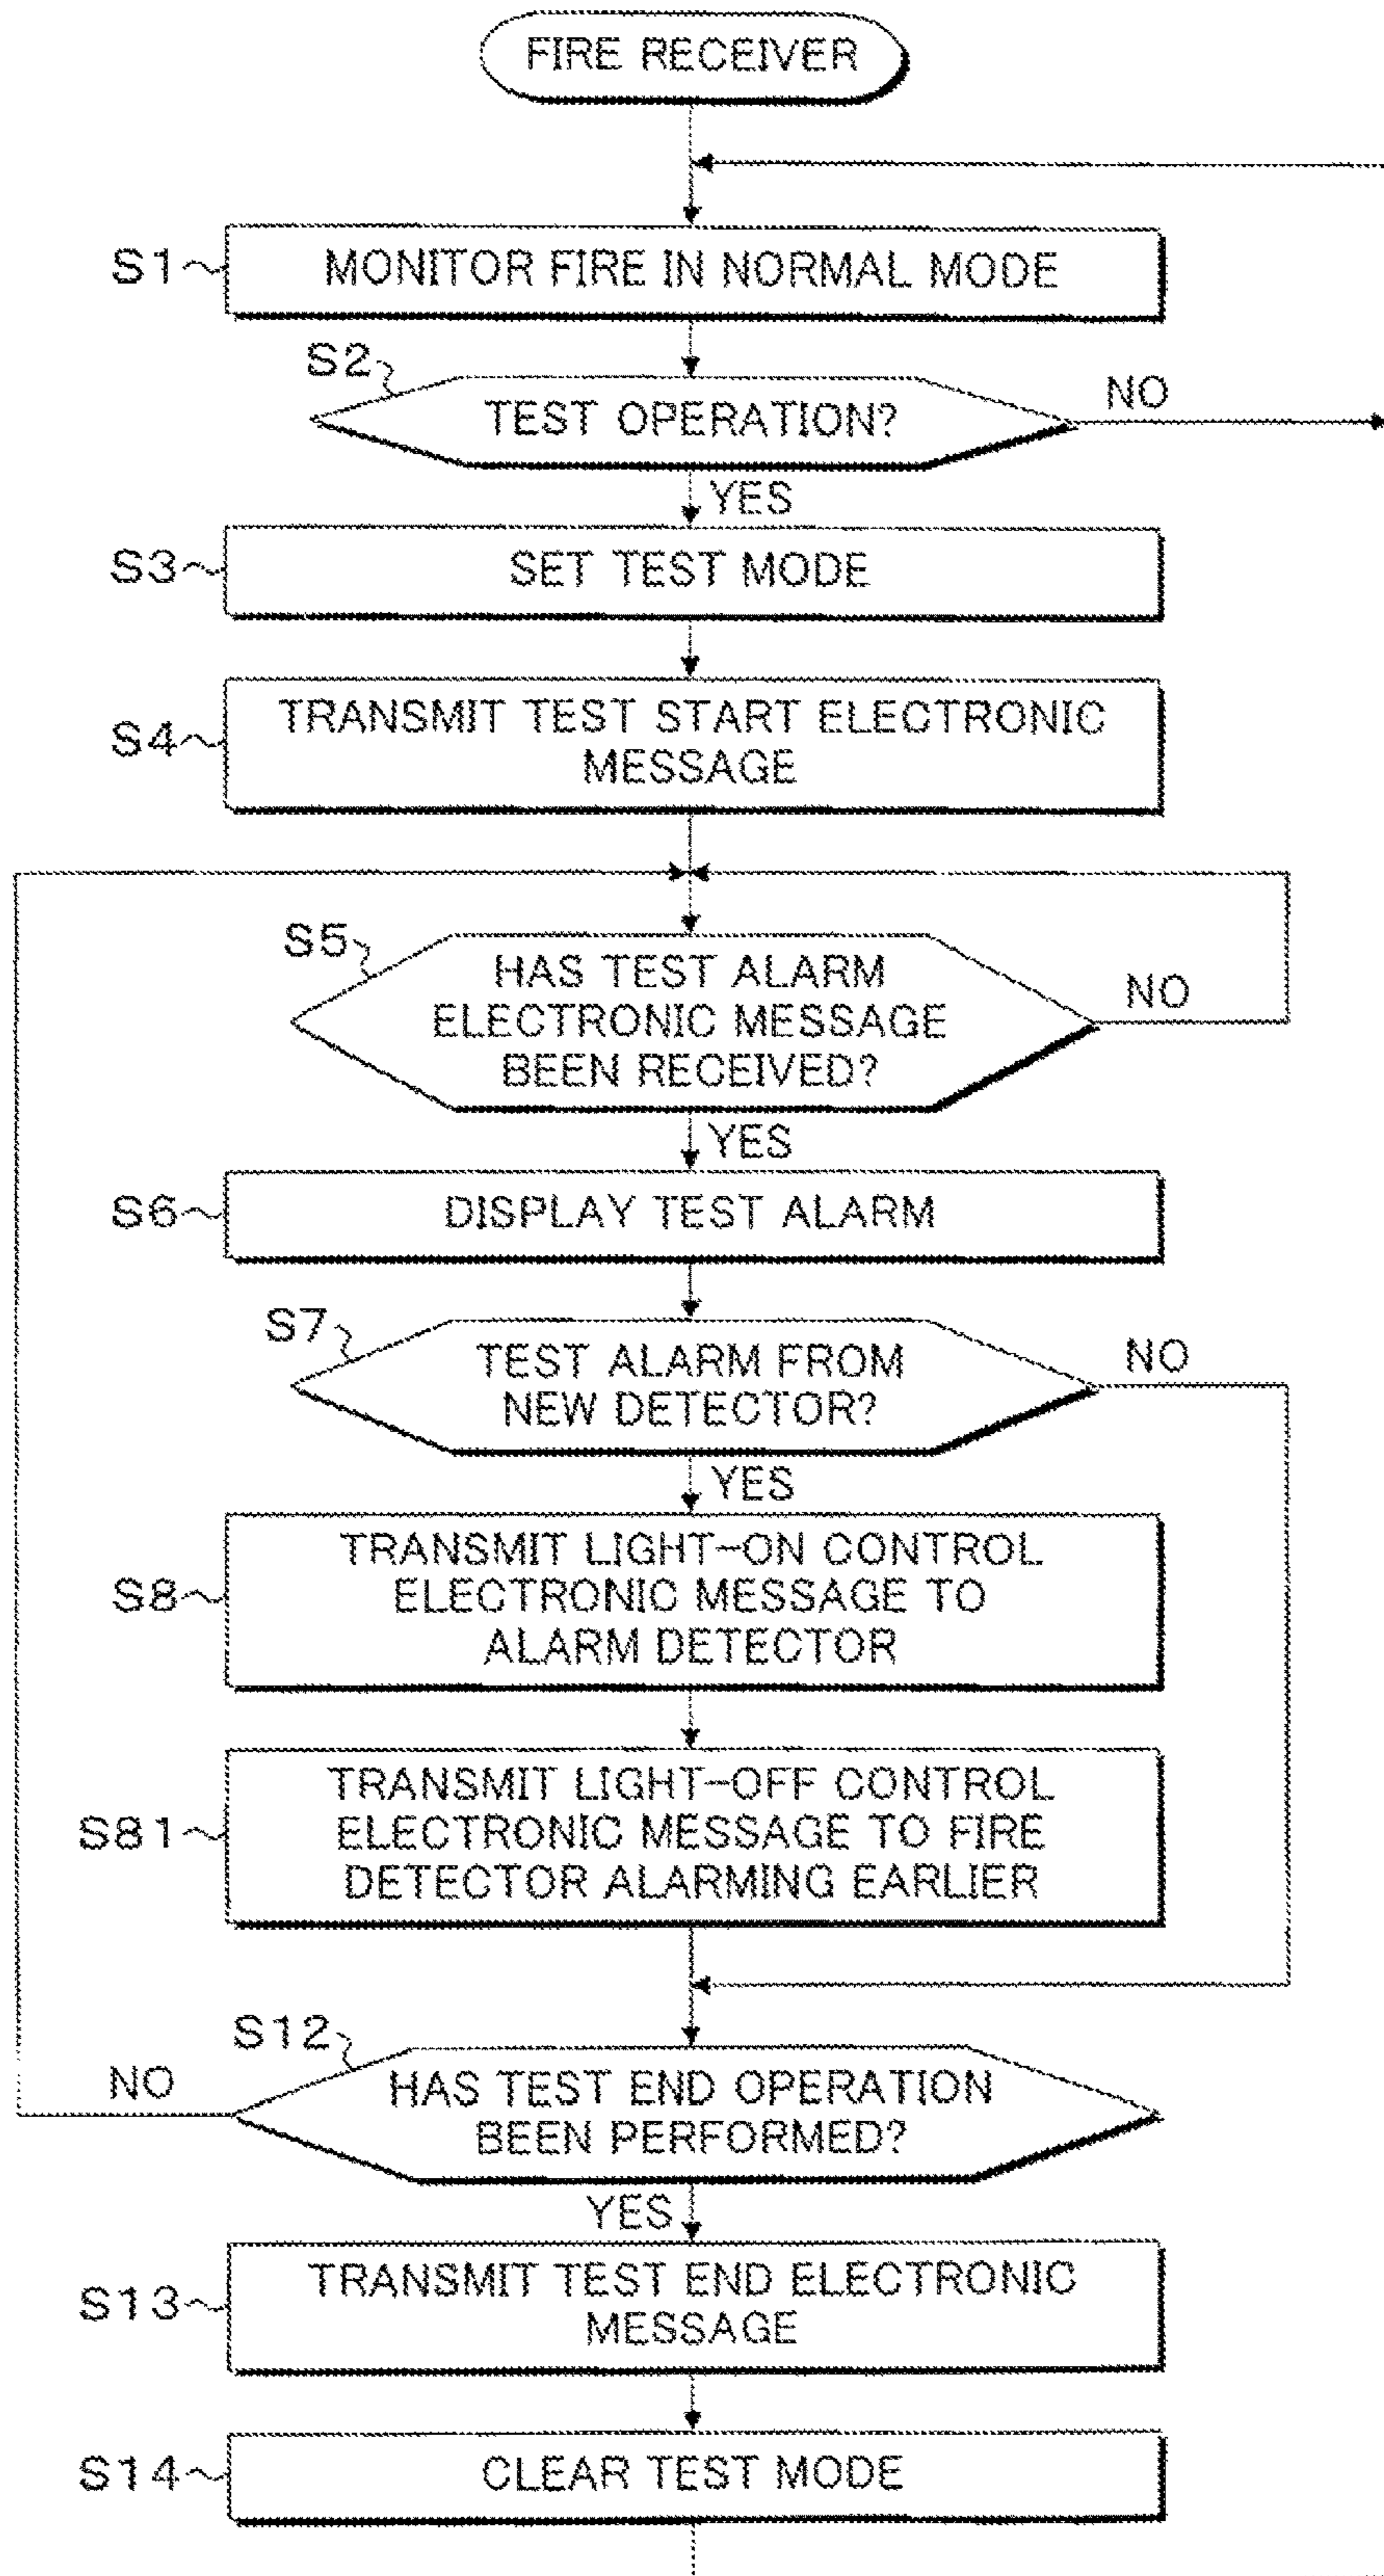 FIRE RECEIVER
S1
MONITOR FIRE IN NORMAL MODE
S2
TEST OPERATION?
NO
YES
S3
SET TEST MODE
S4
TRANSMIT TEST START ELECTRONIC
MESSAGE
S5
HAS TEST ALARM
ELECTRONIC MESSAGE
BEEN RECEIVED?
NO
YES
S6
DISPLAY TEST ALARM
S7
TEST ALARM FROM
NEW DETECTOR?
NO
YES
S8
TRANSMIT LIGHT-ON CONTROL
ELECTRONIC MESSAGE TO
ALARM DETECTOR
S81
TRANSMIT LIGHT-OFF CONTROL
ELECTRONIC MESSAGE TO FIRE
DETECTOR ALARMING EARLIER
S12
NO
HAS TEST END OPERATION
BEEN PERFORMED?
YES
S13
TRANSMIT TEST END ELECTRONIC
MESSAGE
S14
CLEAR TEST MODE